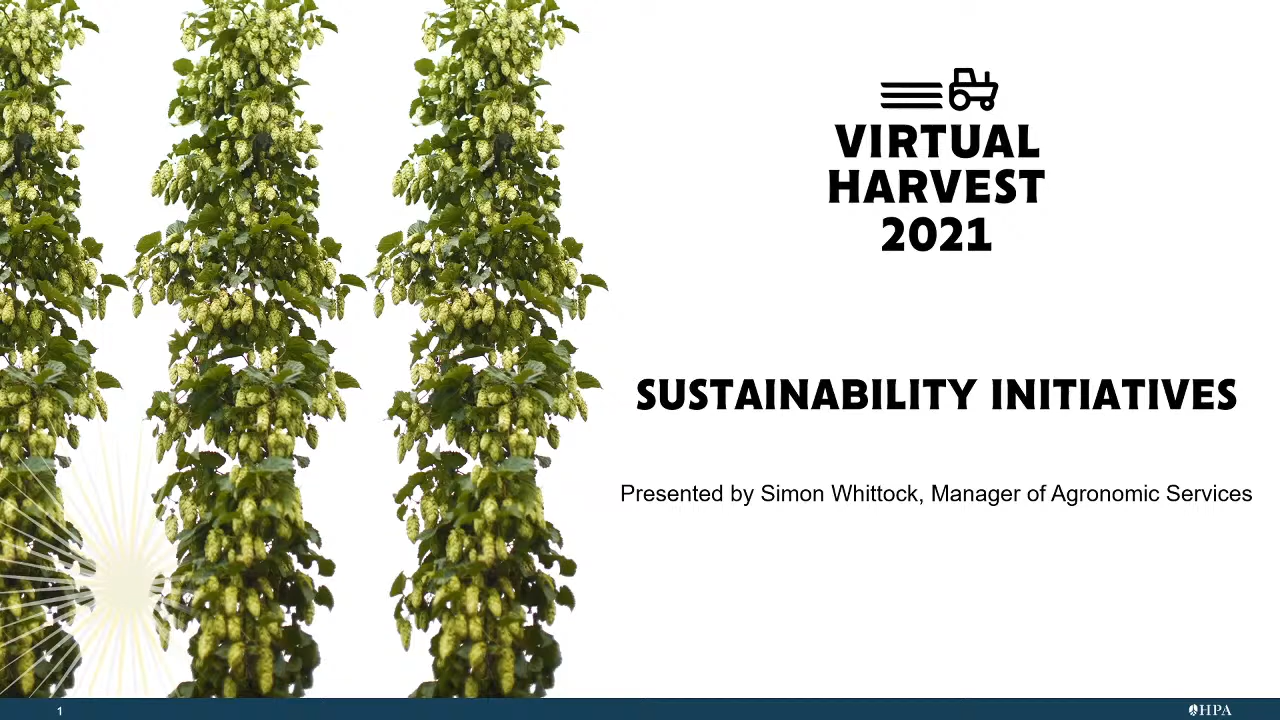 VIRTUAL
HARVEST
2021
SUSTAINABILITY INITIATIVES
Presented by Simon Whittock, Manager of Agronomic Services
1
HPA